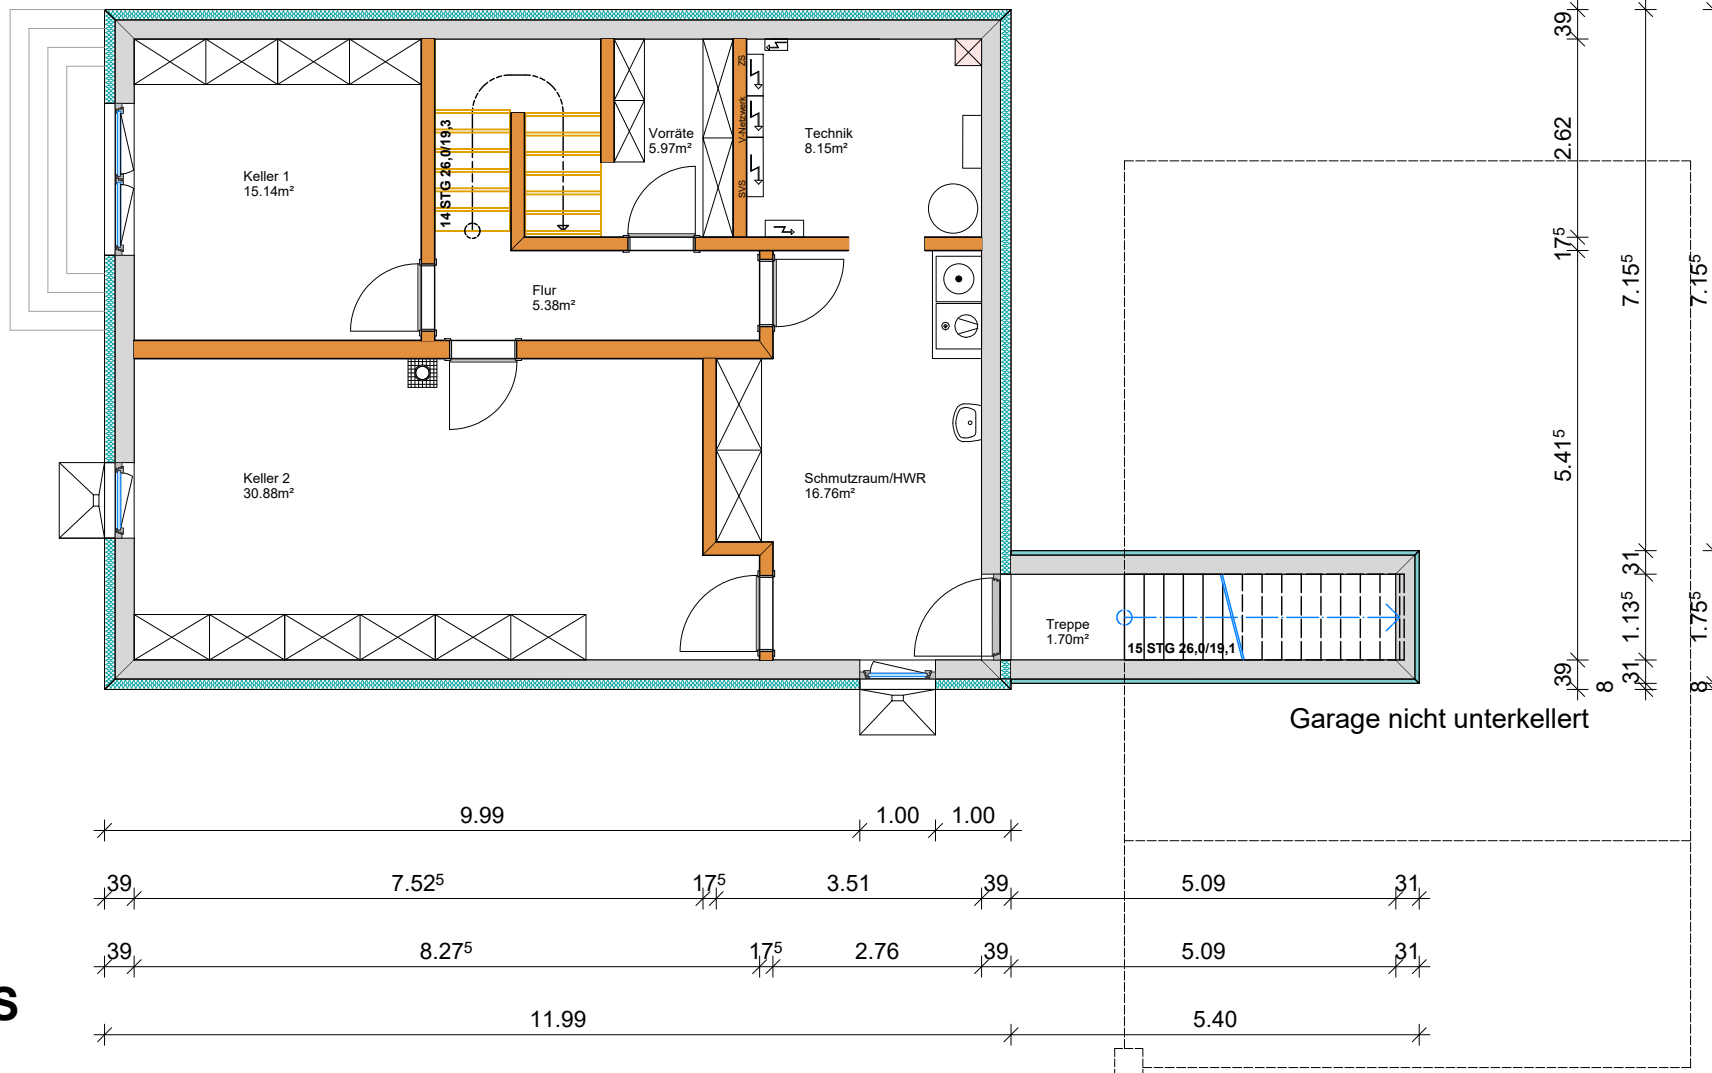 Keller 1
15.14m²
14 STG 26,0/19,3
Vorräte
5.97m²
ZS
V-Netzwerk
SVS
Technik
8.15m²
Flur
5.38m²
Keller 2
30.88m²
Schmutzraum/HWR
16.76m²
Treppe
1.70m²
15 STG 26,0/19,1
Garage nicht unterkellert
39
2.62
17⁵
5.41⁵
39
8
7.15⁵
31
1.13⁵
31
7.15⁵
1.75⁵
8
9.99
1.00
1.00
39
7.52⁵
17⁵
3.51
39
5.09
31
39
8.27⁵
17⁵
2.76
39
5.09
31
s
11.99
5.40